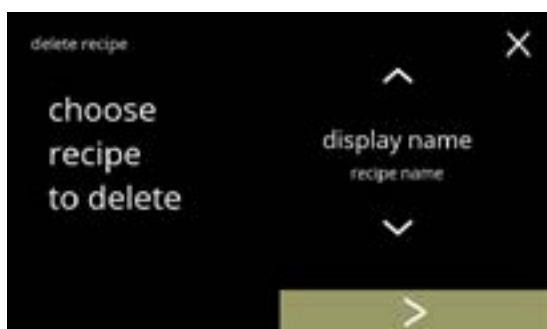 delete recipe
choose
recipe
to delete
display name
recipe name